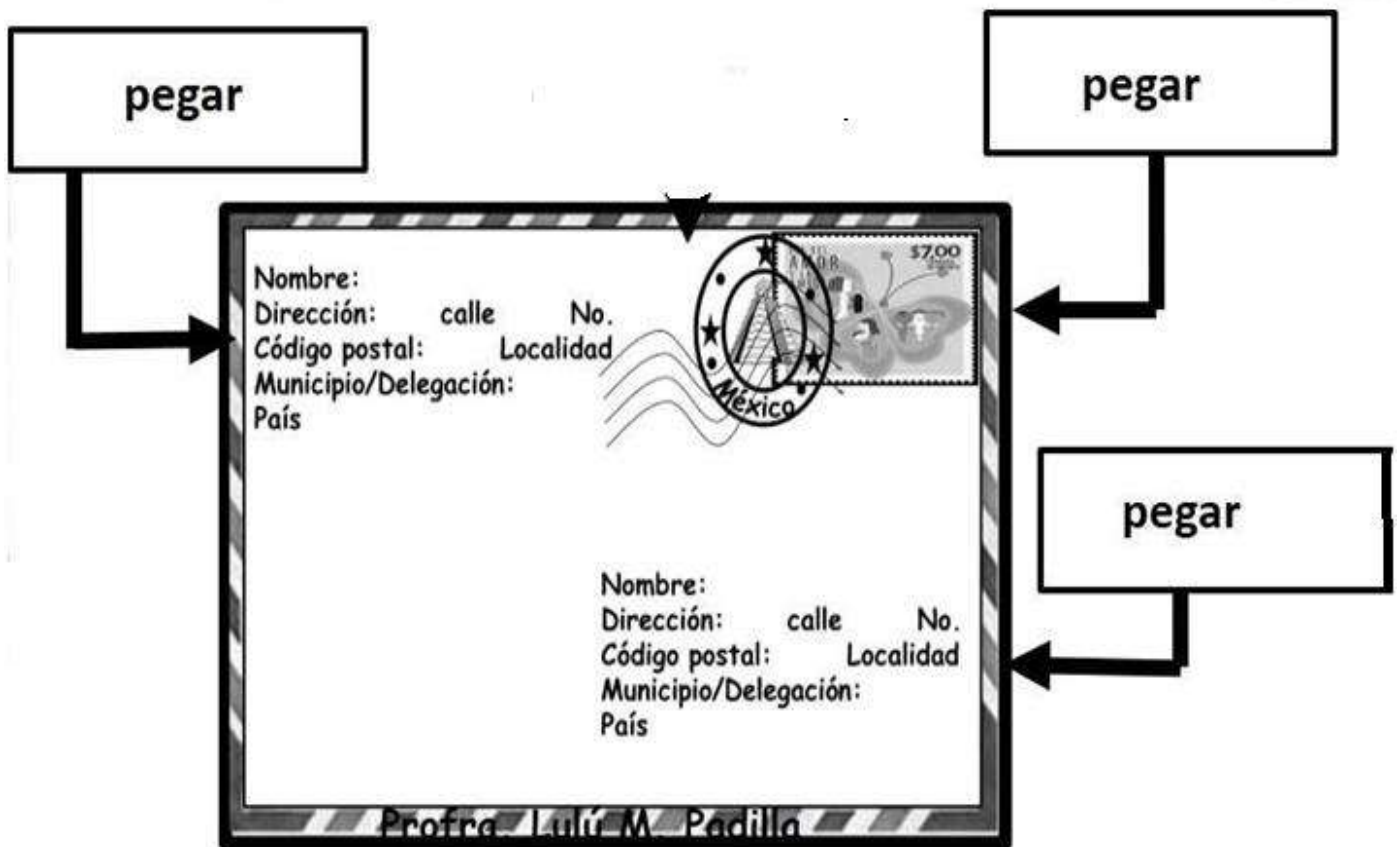 pegar
pegar
AMOR
$7.00
Nombre:
Dirección: calle No.
Código postal: Localidad
Municipio/Delegación:
País
México
pegar
Nombre:
Dirección: calle No.
Código postal: Localidad
Municipio/Delegación:
País
Profra. Lulú M. Padilla